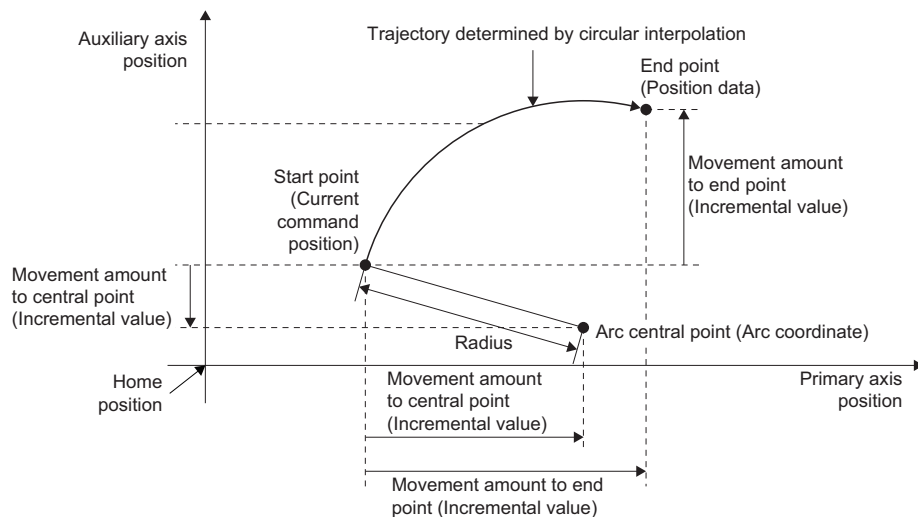 Auxiliary axis
position
Trajectory determined by circular interpolation
End point
(Position data)
Start point
(Current
command
position)
Movement amount
to end point
(Incremental value)
Movement amount
to central point
(Incremental value)
Radius
Arc central point (Arc coordinate)
Home
position
Movement amount
to central point
(Incremental value)
Primary axis
position
Movement amount to end
point (Incremental value)